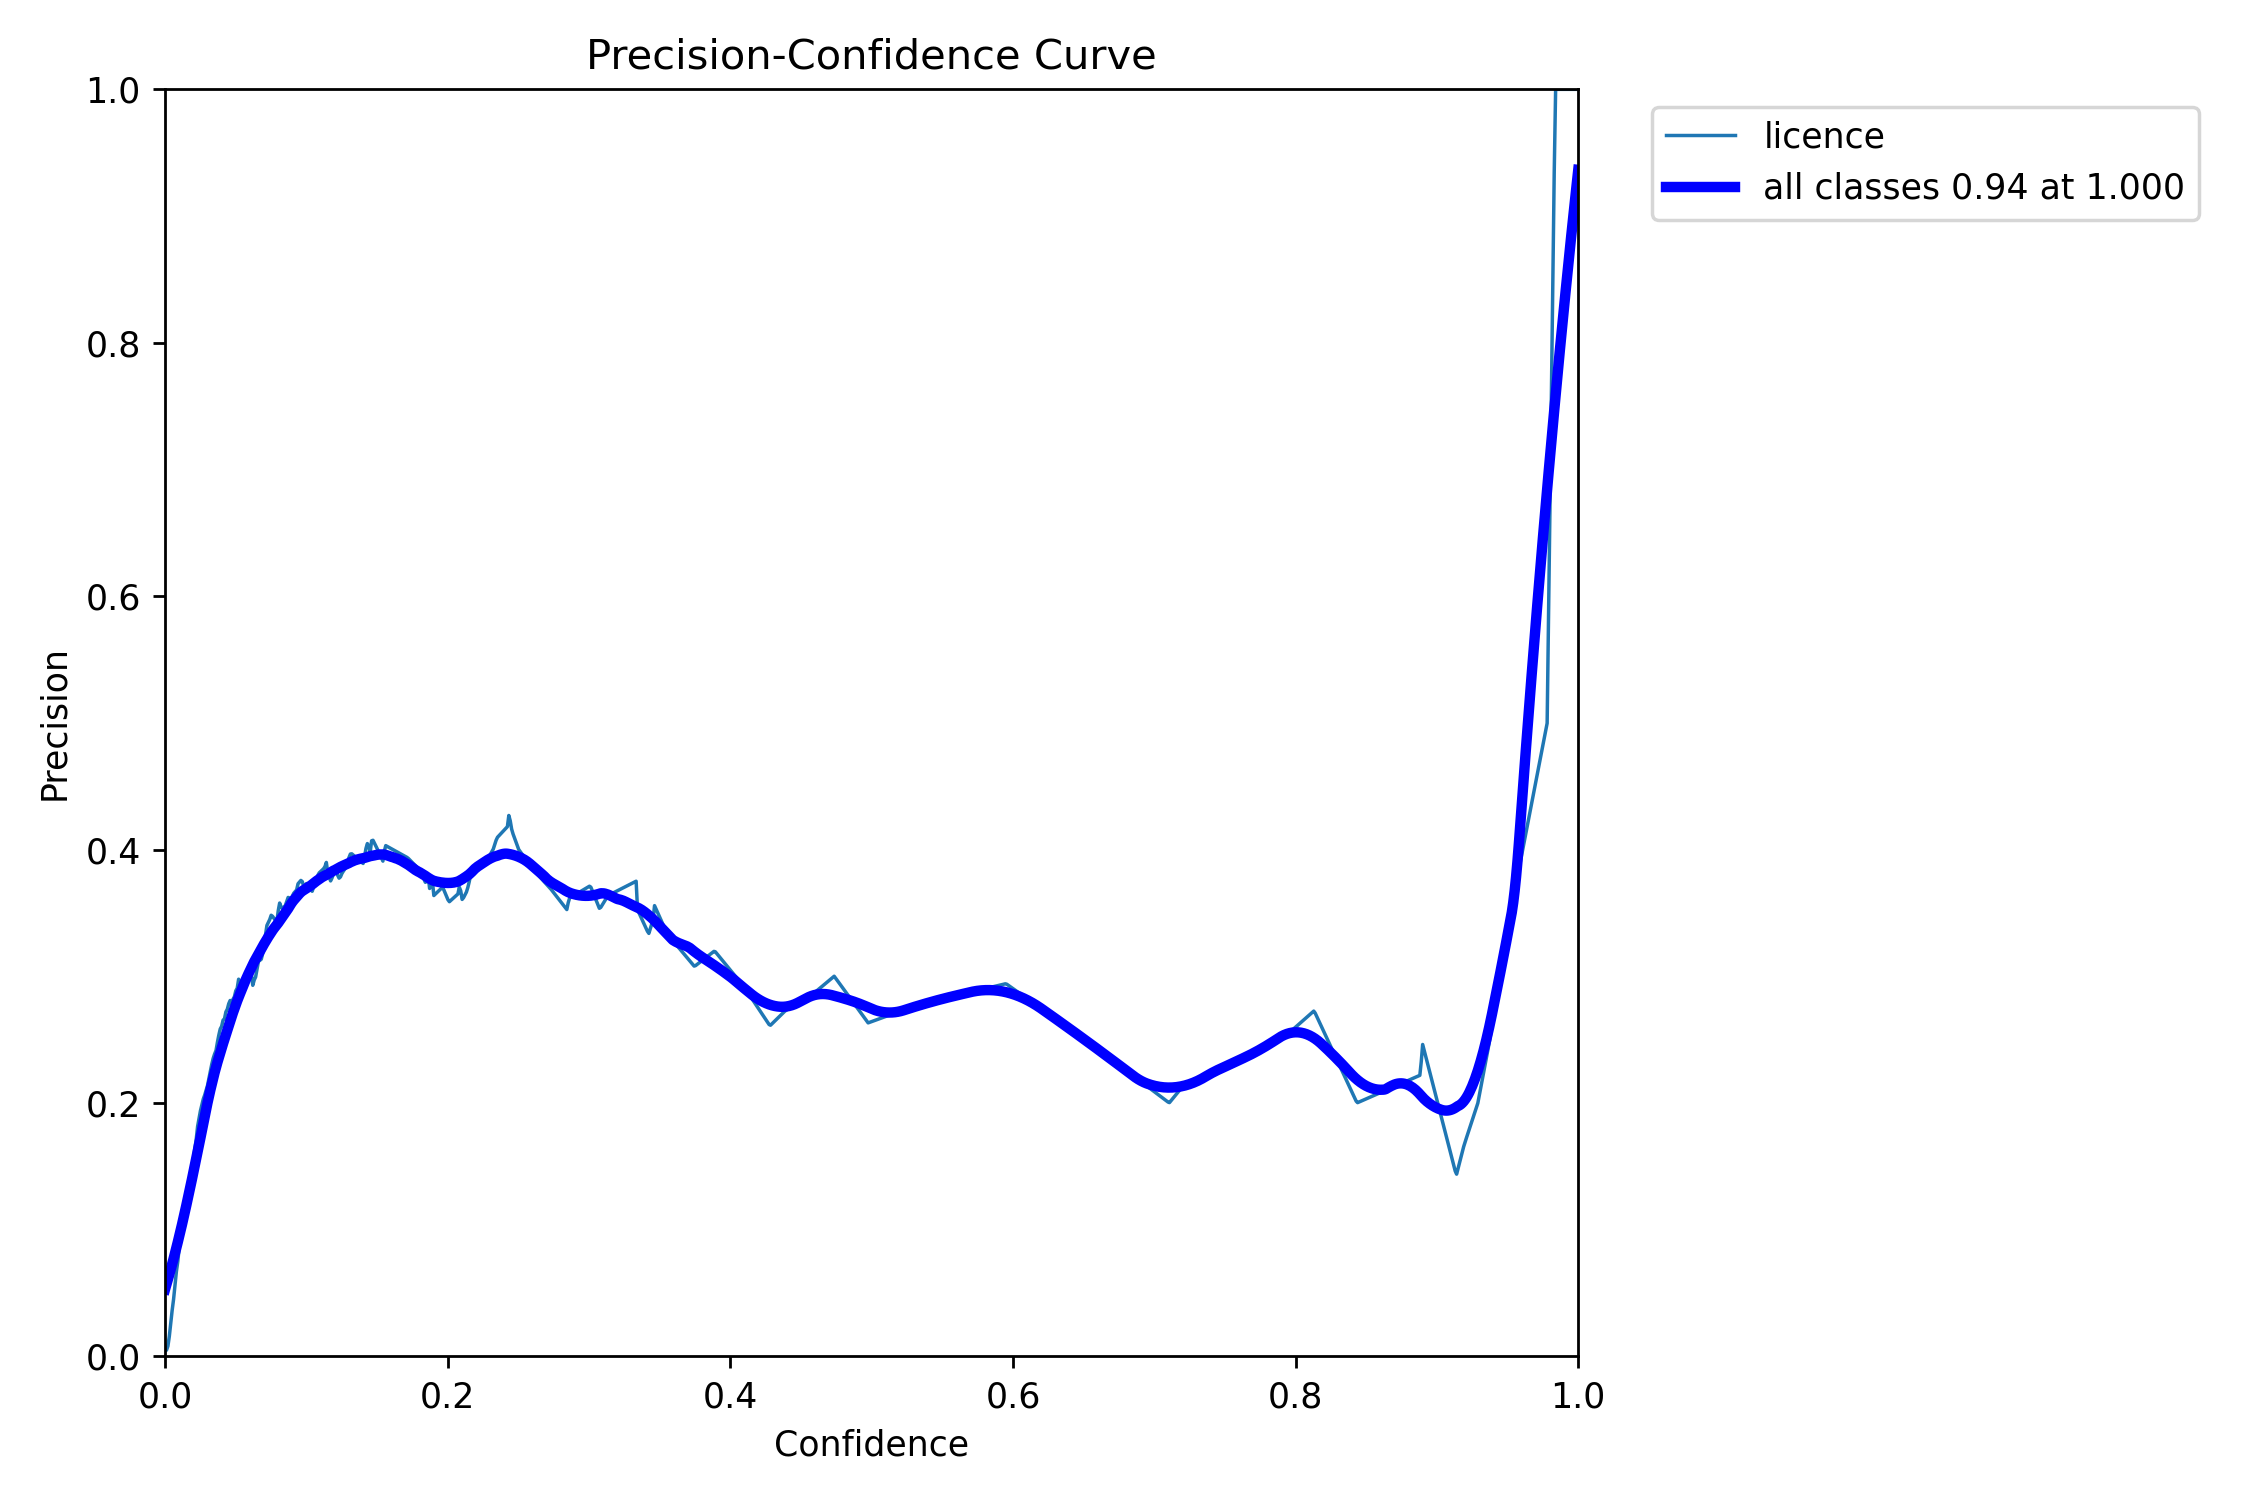 Precision-Confidence Curve
licence
all classes 0.94 at 1.000
Precision
1.0
0.8
0.6
0.4
0.2
0.0
0.0 0.2 0.4 0.6 0.8 1.0
Confidence